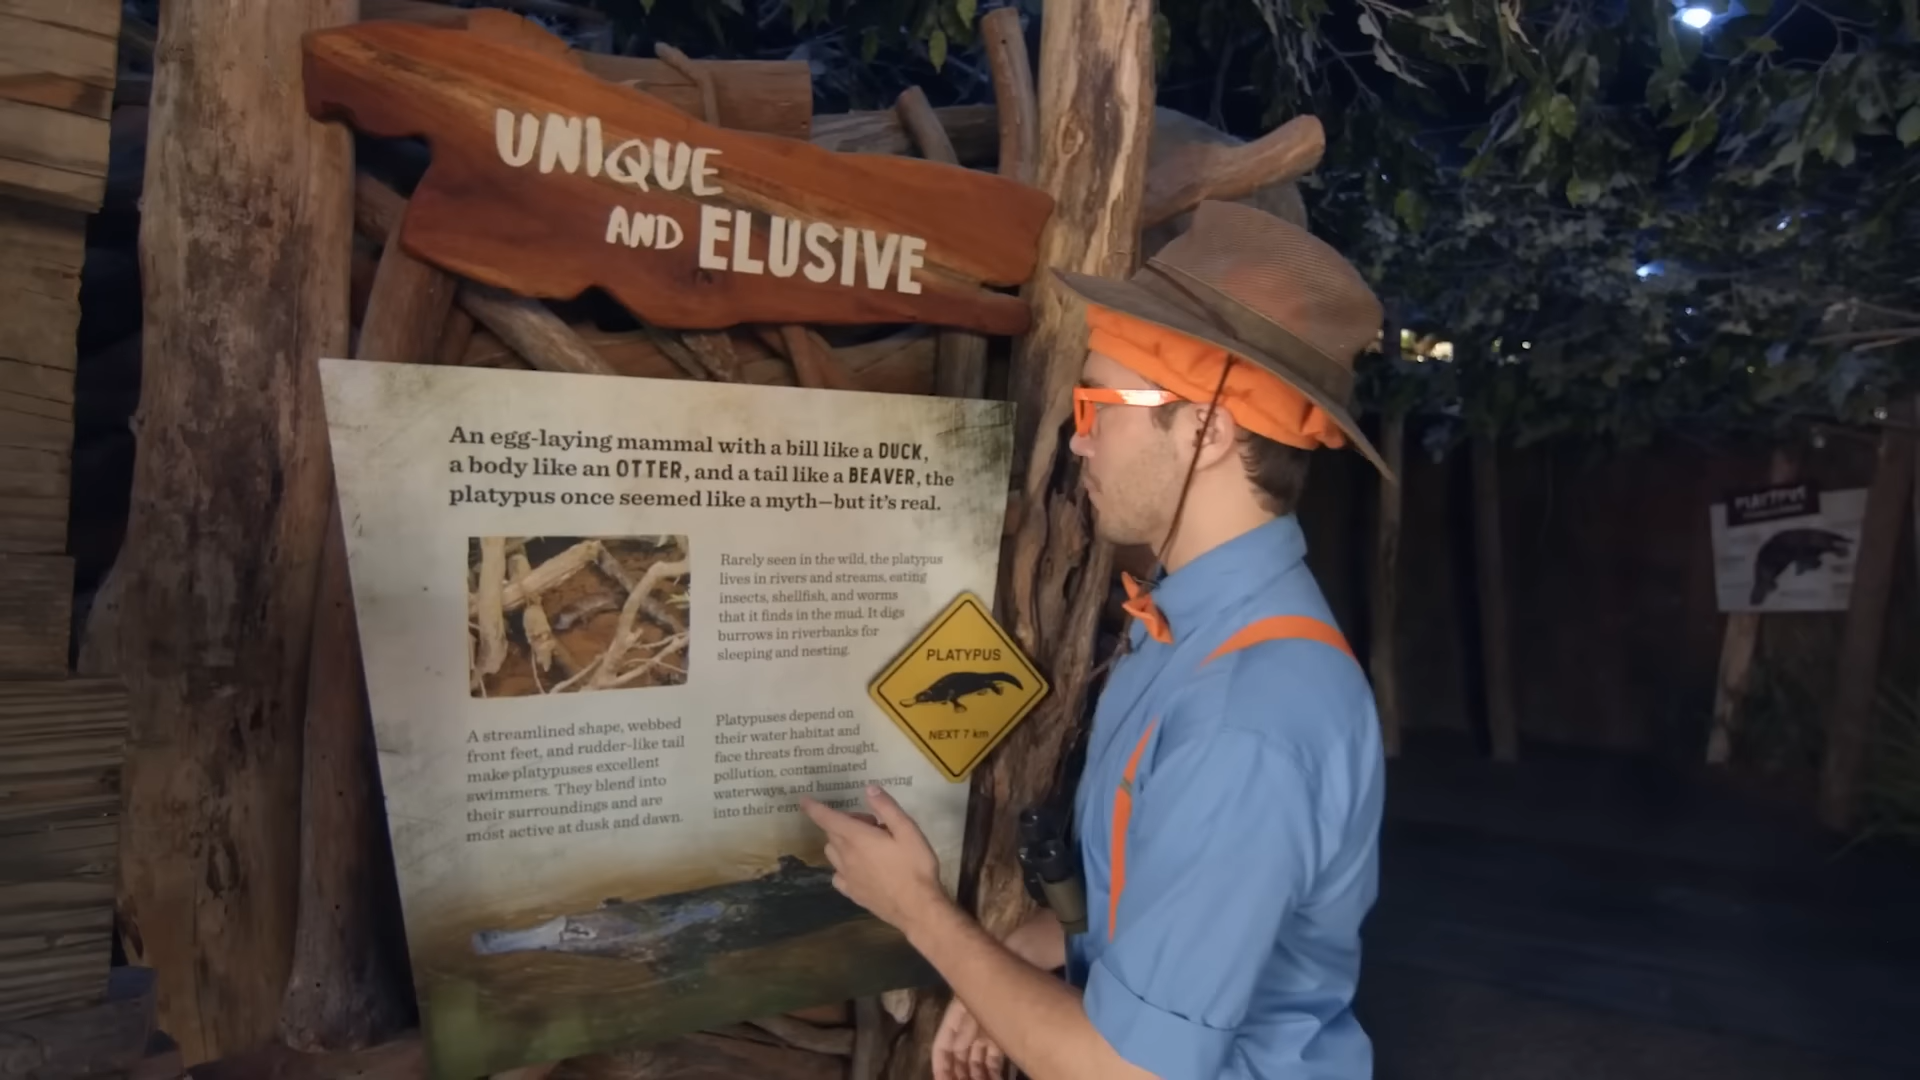 UNIQUE
AND ELUSIVE
An egg-laying mammal with a bill like a DUCK,
a body like an OTTER, and a tail like a BEAVER, the
platypus once seemed like a myth—but it's real.
Rarely seen in the wild, the platypus
lives in rivers and streams, eating
insects, shellfish, and worms
that it finds in the mud. It digs
burrows in riverbanks for
sleeping and nesting.
A streamlined shape, webbed
front feet, and rudder-like tail
make platypuses excellent
swimmers. They blend into
their surroundings and are
most active at dusk and dawn.
Platypuses depend on
their water habitat and
face threats from drought,
pollution, contaminated
waterways, and humans moving
into their
PLATYPUS
NEXT 7 km
PLATYPUS